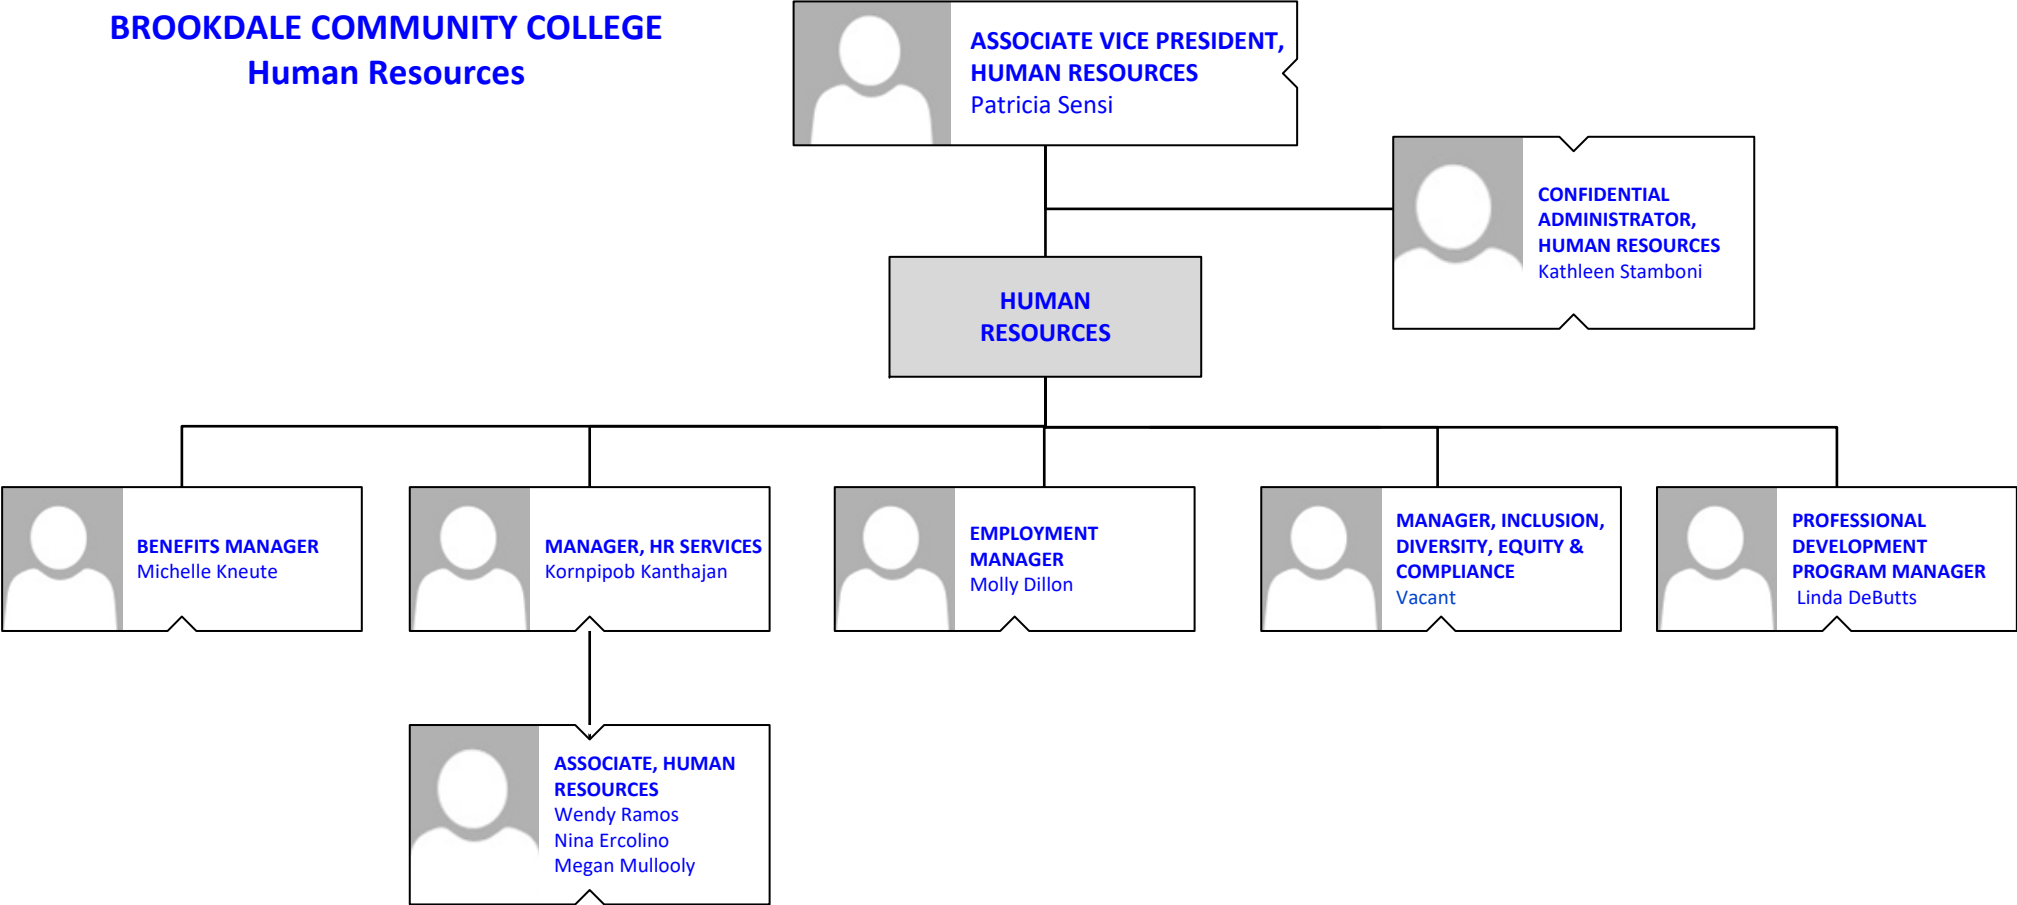 BROOKDALE COMMUNITY COLLEGE
Human Resources
ASSOCIATE VICE PRESIDENT,
HUMAN RESOURCES
Patricia Sensi
CONFIDENTIAL
ADMINISTRATOR,
HUMAN RESOURCES
Kathleen Stamboni
HUMAN
RESOURCES
BENEFITS MANAGER
Michelle Kneute
MANAGER, HR SERVICES
Kornpipob Kanthajan
EMPLOYMENT
MANAGER
Molly Dillon
MANAGER, INCLUSION,
DIVERSITY, EQUITY &
COMPLIANCE
Vacant
PROFESSIONAL
DEVELOPMENT
PROGRAM MANAGER
Linda DeButts
ASSOCIATE, HUMAN
RESOURCES
Wendy Ramos
Nina Ercolino
Megan Mullooly